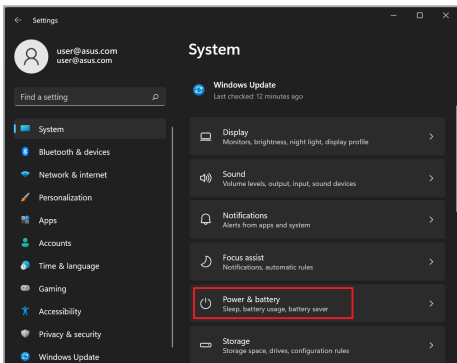 Settings
user@asus.com
user@asus.com
Find a setting
System
Bluetooth & devices
Network & internet
Personalization
Apps
Accounts
Time & language
Gaming
Accessibility
Privacy & security
Windows Update
System
Windows Update
Last checked: 12 minutes ago
Display
Monitors, brightness, night light, display profile
Sound
Volume levels, output, input, sound devices
Notifications
Alerts from apps and system
Focus assist
Notifications, automatic rules
Power & battery
Sleep, battery usage, battery saver
Storage
Storage space, drives, configuration rules